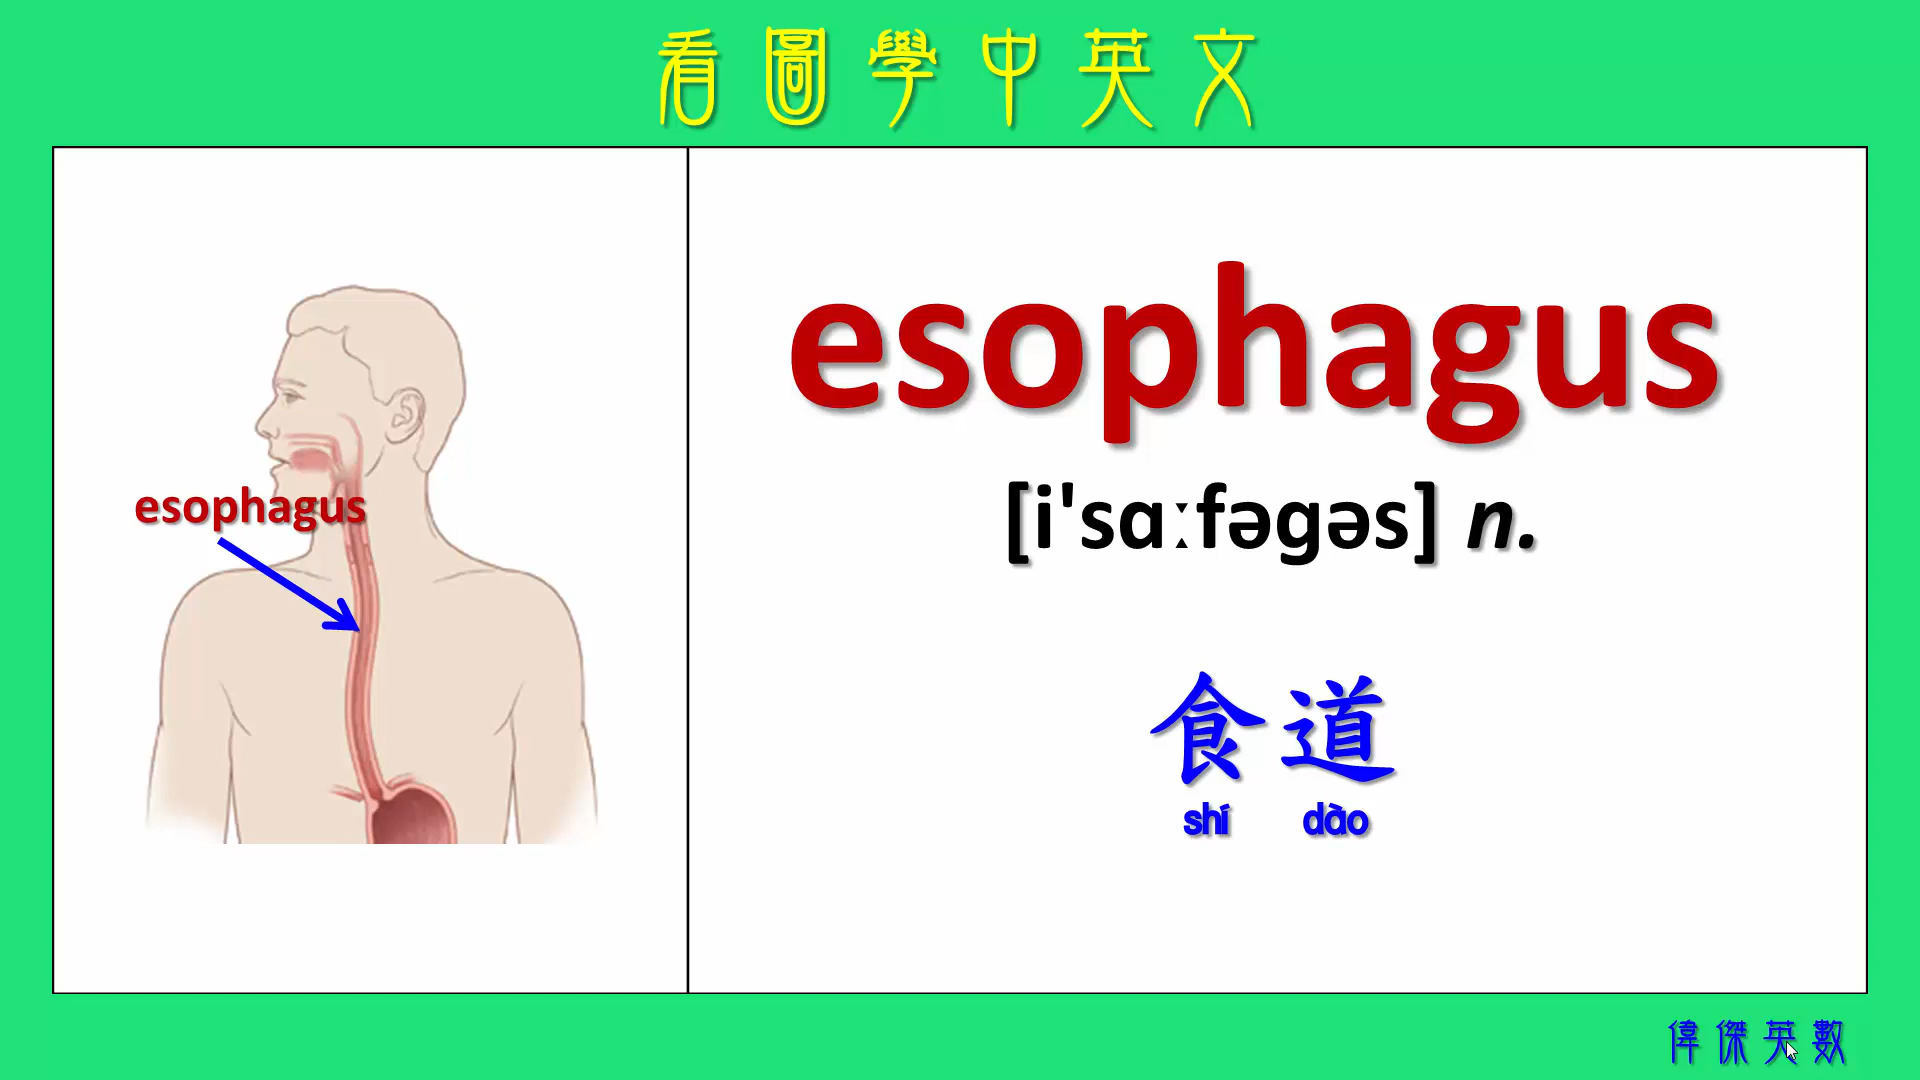 看圖學中英文
esophagus
esophagus
[i'sɑːfəgəs] n.
食道
shí dào
偉傑英數